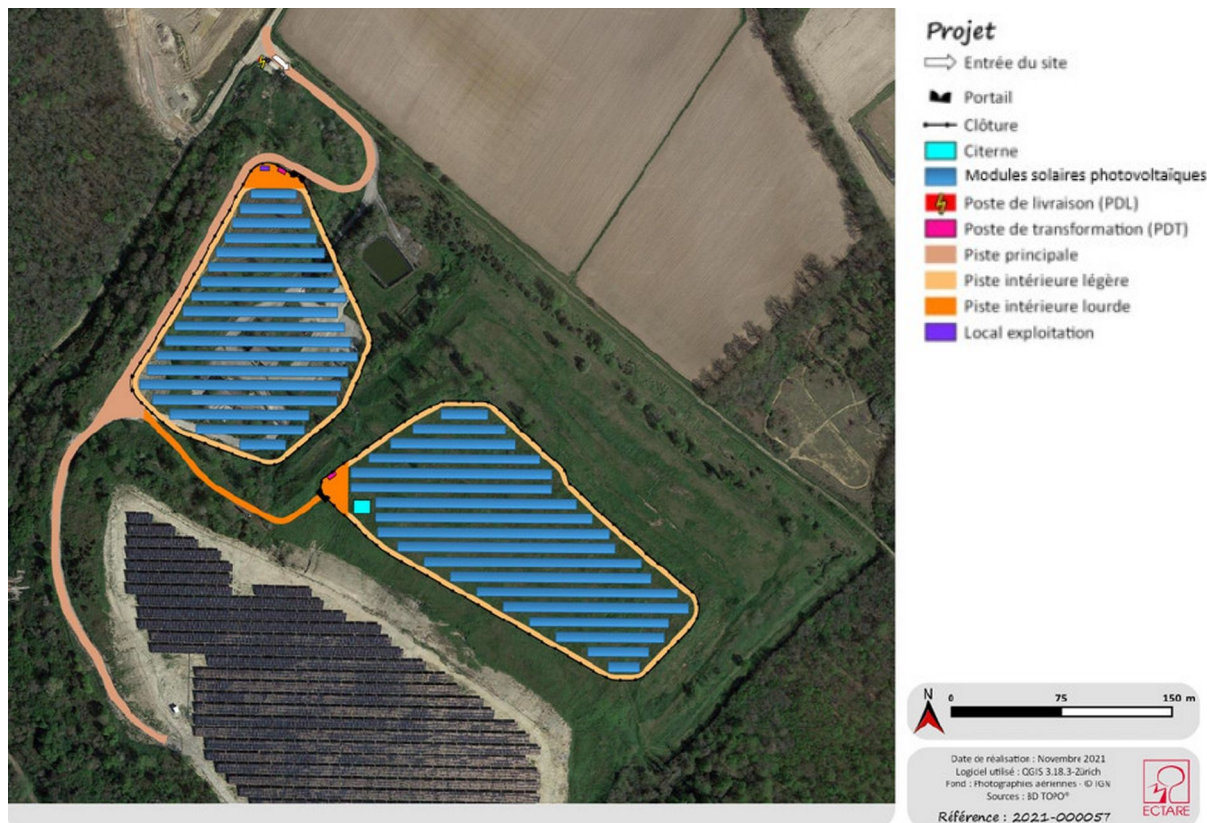 Projet
Entrée du site
Portail
Clôture
Citerne
Modules solaires photovoltaïques
Poste de livraison (PDL)
Poste de transformation (PDT)
Piste principale
Piste intérieure légère
Piste intérieure lourde
Local exploitation
N
0 75 150 m
Date de réalisation : Novembre 2021
Logiciel utilisé : QGIS 3.18.3-Zürich
Fond : Photographies aériennes - © IGN
Sources : BD TOPO®
Référence : 2021-000057
ECTARE